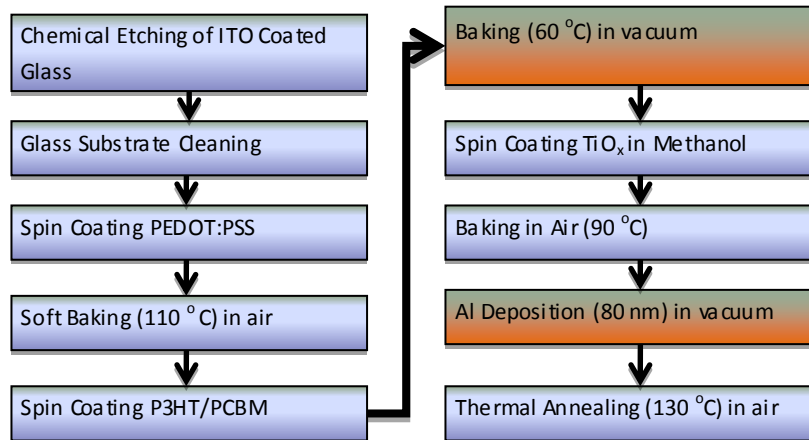 Chemical Etching of ITO Coated
Glass
Glass Substrate Cleaning
Spin Coating PEDOT:PSS
Soft Baking (110 °C) in air
Spin Coating P3HT/PCBM
Baking (60 °C) in vacuum
Spin Coating TiOₓ in Methanol
Baking in Air (90 °C)
Al Deposition (80 nm) in vacuum
Thermal Annealing (130 °C) in air